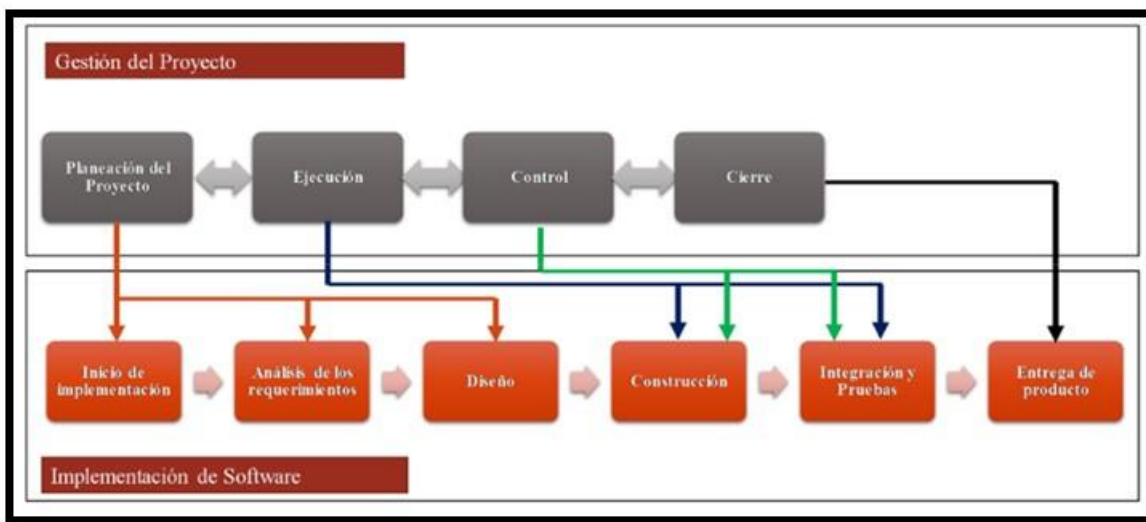 Gestión del Proyecto
Planeación del
Proyecto
Ejecución
Control
Cierre
Inicio de
implementación
Análisis de los
requerimientos
Diseño
Construcción
Integración y
Pruebas
Entrega de
producto
Implementación de Software